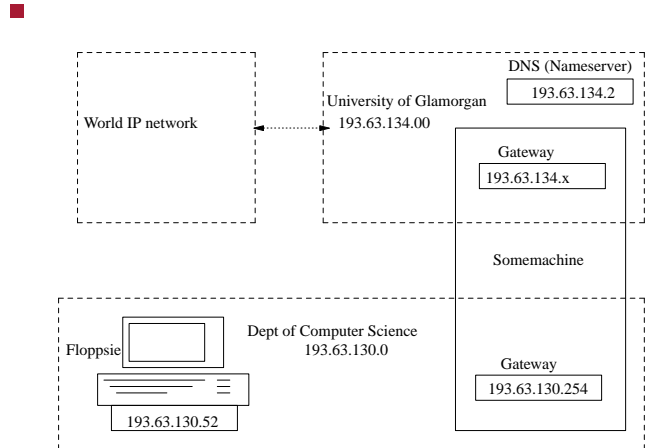 DNS (Nameserver)
193.63.134.2
University of Glamorgan
193.63.134.00
World IP network
Gateway
193.63.134.x
Somemachine
Dept of Computer Science
193.63.130.0
Floppsie
Gateway
193.63.130.254
193.63.130.52